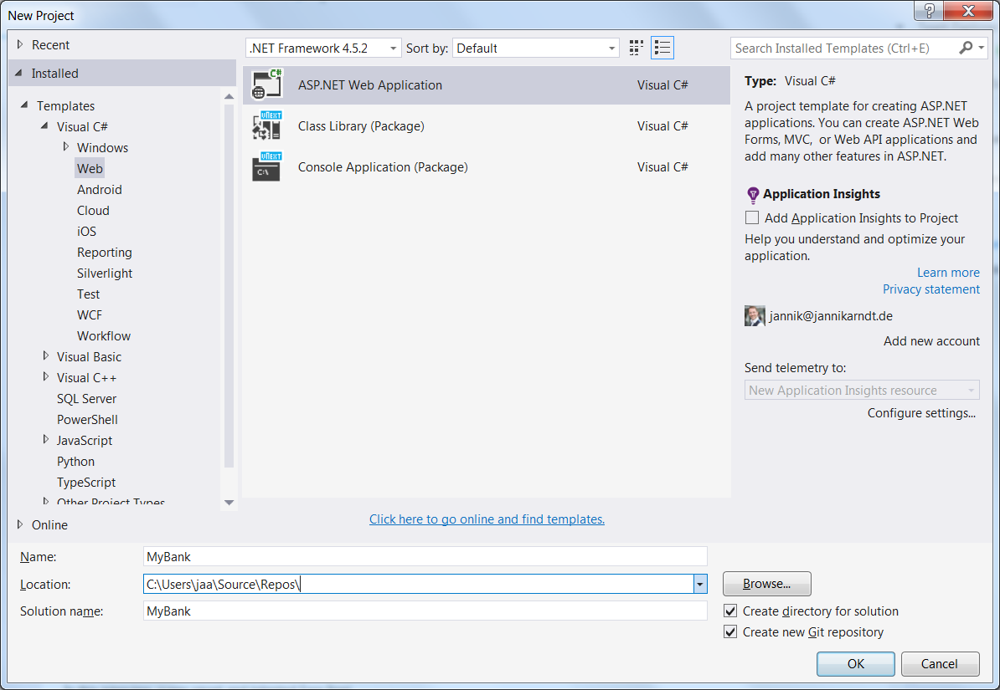 New Project
Recent
Installed
Templates
Visual C#
Windows
Web
Android
Cloud
iOS
Reporting
Silverlight
Test
WCF
Workflow
Visual Basic
Visual C++
SQL Server
PowerShell
JavaScript
Python
TypeScript
Other Project Types
Online
.NET Framework 4.5.2 Sort by: Default
C#
ASP.NET Web Application Visual C#
VNEXT
Class Library (Package) Visual C#
VNEXT
C:\
Console Application (Package) Visual C#
Click here to go online and find templates.
Search Installed Templates (Ctrl+E)
Type: Visual C#
A project template for creating ASP.NET
applications. You can create ASP.NET Web
Forms, MVC, or Web API applications and
add many other features in ASP.NET.
Application Insights
Add Application Insights to Project
Help you understand and optimize your
application.
Learn more
Privacy statement
jannik@jannikarndt.de
Add new account
Send telemetry to:
New Application Insights resource
Configure settings...
Name: MyBank
Location: C:\Users\jaa\Source\Repos\ Browse...
Solution name: MyBank
Create directory for solution
Create new Git repository
OK Cancel